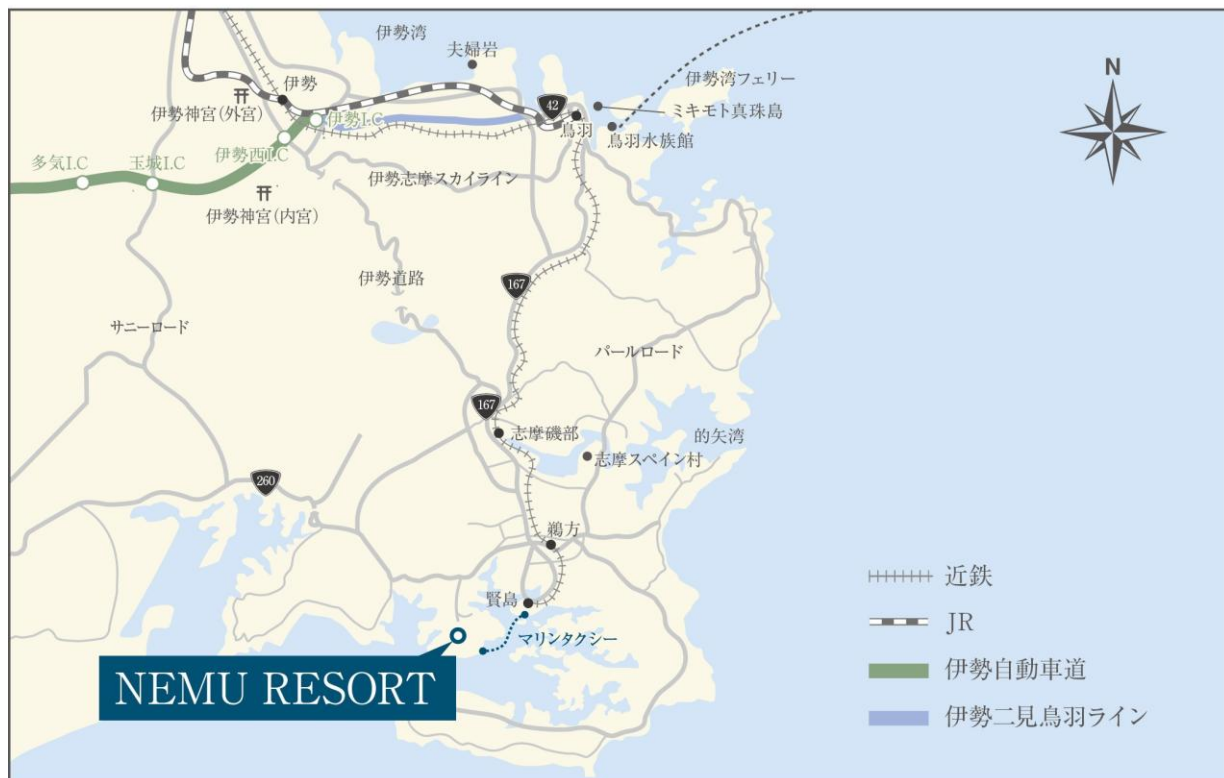 伊勢湾
夫婦岩
N
伊勢湾フェリー
伊勢
42
ミキモト真珠島
伊勢神宮(外宮)
伊勢I.C
鳥羽
鳥羽水族館
多気I.C
玉城I.C
伊勢西I.C
伊勢志摩スカイライン
伊勢神宮(内宮)
伊勢道路
167
サニーロード
パールロード
167
志摩磯部
的矢湾
志摩スペイン村
260
鵜方
近鉄
賢島
JR
マリンタクシー
NEMU RESORT
伊勢自動車道
伊勢二見鳥羽ライン